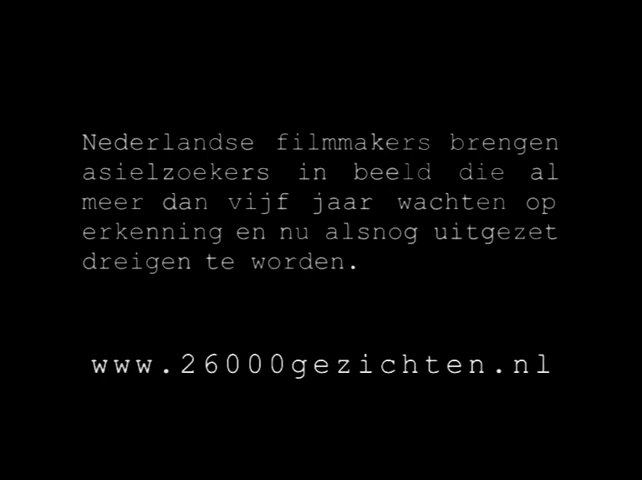 Nederlandse filmmakers brengen
asielzoekers in beeld die al
meer dan vijf jaar wachten op
erkenning en nu alsnog uitgezet
dreigen te worden.
www.26000gezichten.nl